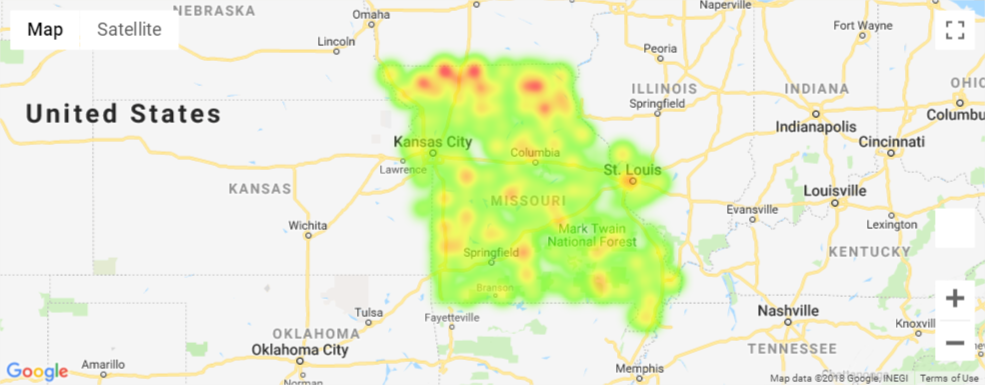 NEBRASKA
Omaha
Naperville
Map
Satellite
Lincoln
Peoria
Fort Wayne
ILLINOIS
INDIANA
OHIO
Springfield
Columbu
United States
Indianapolis
Kansas City
Columbia
Cincinnati
Lawrence
St. Louis
KANSAS
MISSOURI
Louisville
Evansville
Wichita
Mark Twain
National Forest
Lexington
Springfield
KENTUCKY
Branson
Tulsa
Fayetteville
Nashville
Knoxvill
OKLAHOMA
Oklahoma City
TENNESSEE
Amarillo
Memphis
Google
Norman
Map data ©2018 Google, INEGI
Terms of Use